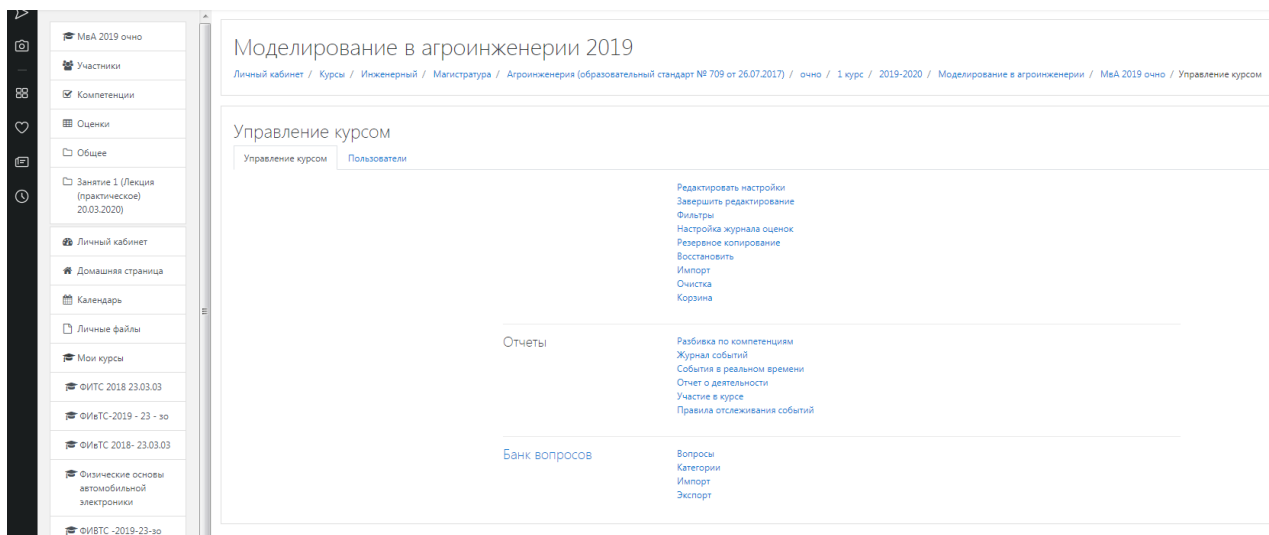 МвА 2019 очно
Участники
Компетенции
Оценки
Общее
Занятие 1 (Лекция
(практическое)
20.03.2020)
Личный кабинет
Домашняя страница
Календарь
Личные файлы
Мои курсы
ФИТС 2018 23.03.03
ФИвТС-2019 - 23 - зо
ФИвТС 2018- 23.03.03
Физические основы
автомобильной
электроники
ФИВТС -2019-23-зо
Моделирование в агроинженерии 2019
Личный кабинет / Курсы / Инженерный / Магистратура / Агроинженерия (образовательный стандарт № 709 от 26.07.2017) / очно / 1 курс / 2019-2020 / Моделирование в агроинженерии / МвА 2019 очно / Управление курсом
Управление курсом
Управление курсом Пользователи
Редактировать настройки
Завершить редактирование
Фильтры
Настройка журнала оценок
Резервное копирование
Восстановить
Импорт
Очистка
Корзина
Отчеты
Разбивка по компетенциям
Журнал событий
События в реальном времени
Отчет о деятельности
Участие в курсе
Правила отслеживания событий
Банк вопросов
Вопросы
Категории
Импорт
Экспорт